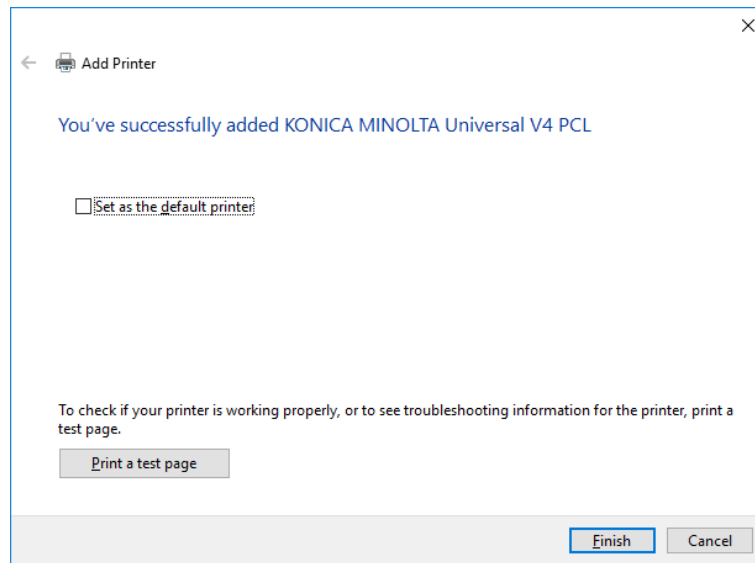 Add Printer
You've successfully added KONICA MINOLTA Universal V4 PCL
Set as the default printer
To check if your printer is working properly, or to see troubleshooting information for the printer, print a
test page.
Print a test page
Finish
Cancel